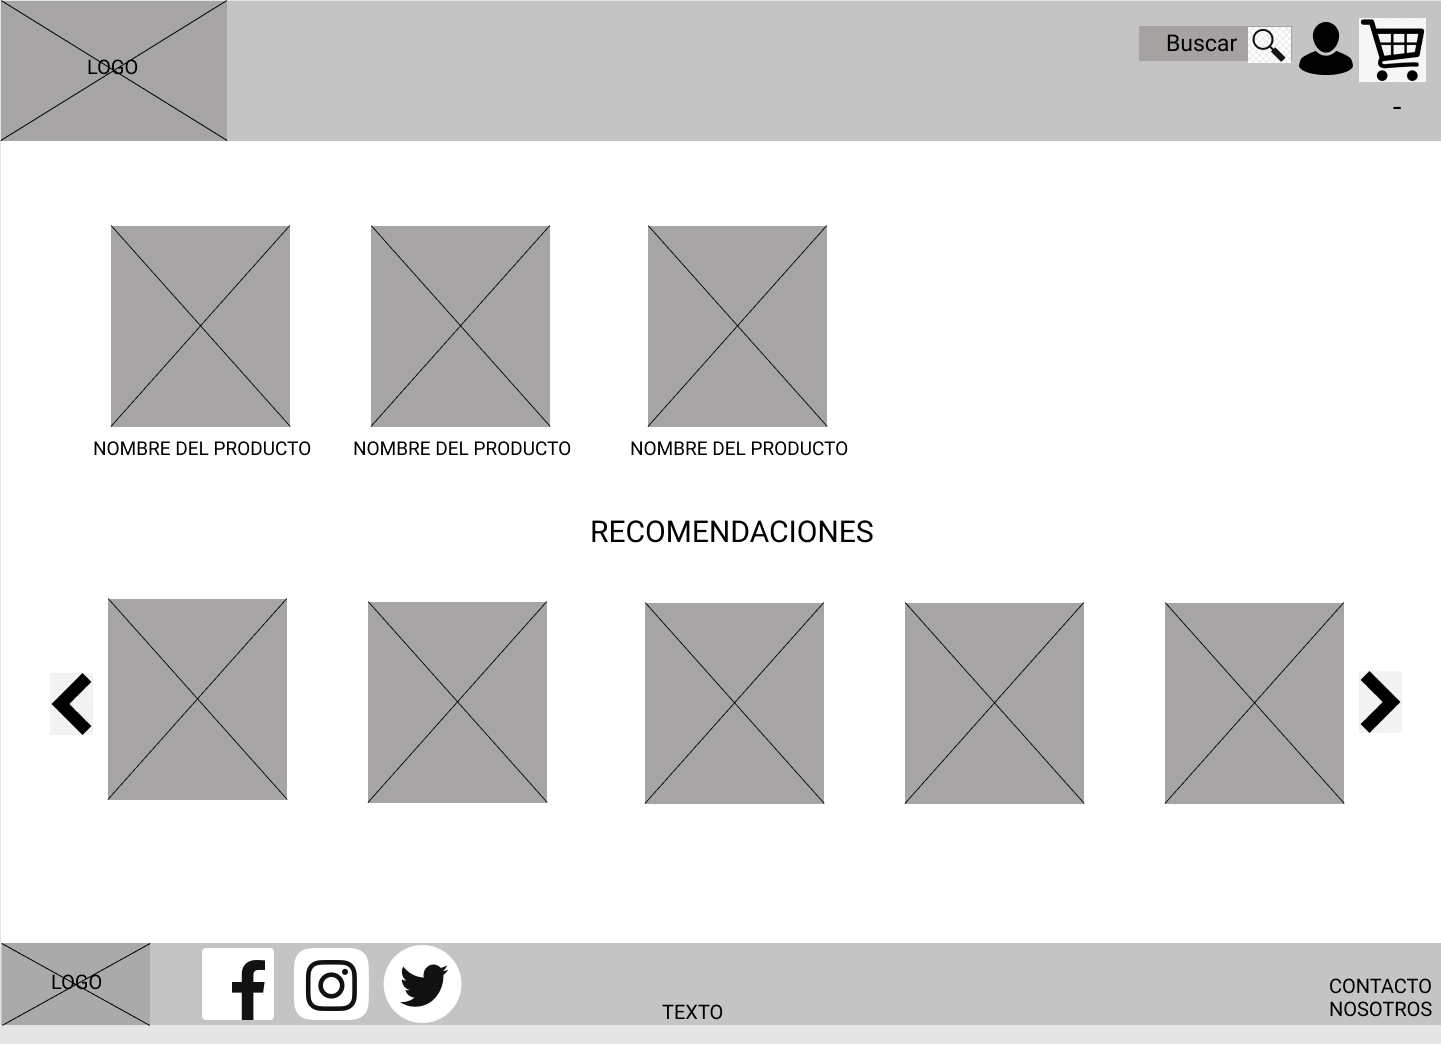 LOGO
Buscar
-
NOMBRE DEL PRODUCTO
NOMBRE DEL PRODUCTO
NOMBRE DEL PRODUCTO
RECOMENDACIONES
LOGO
TEXTO
CONTACTO
NOSOTROS